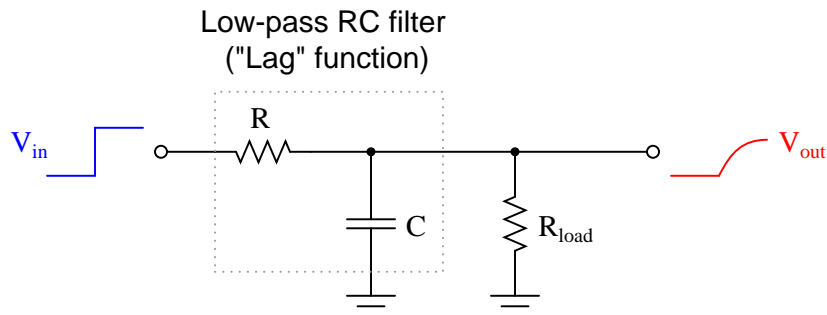 Low-pass RC filter
("Lag" function)
R
V_in
V_out
C
R_load